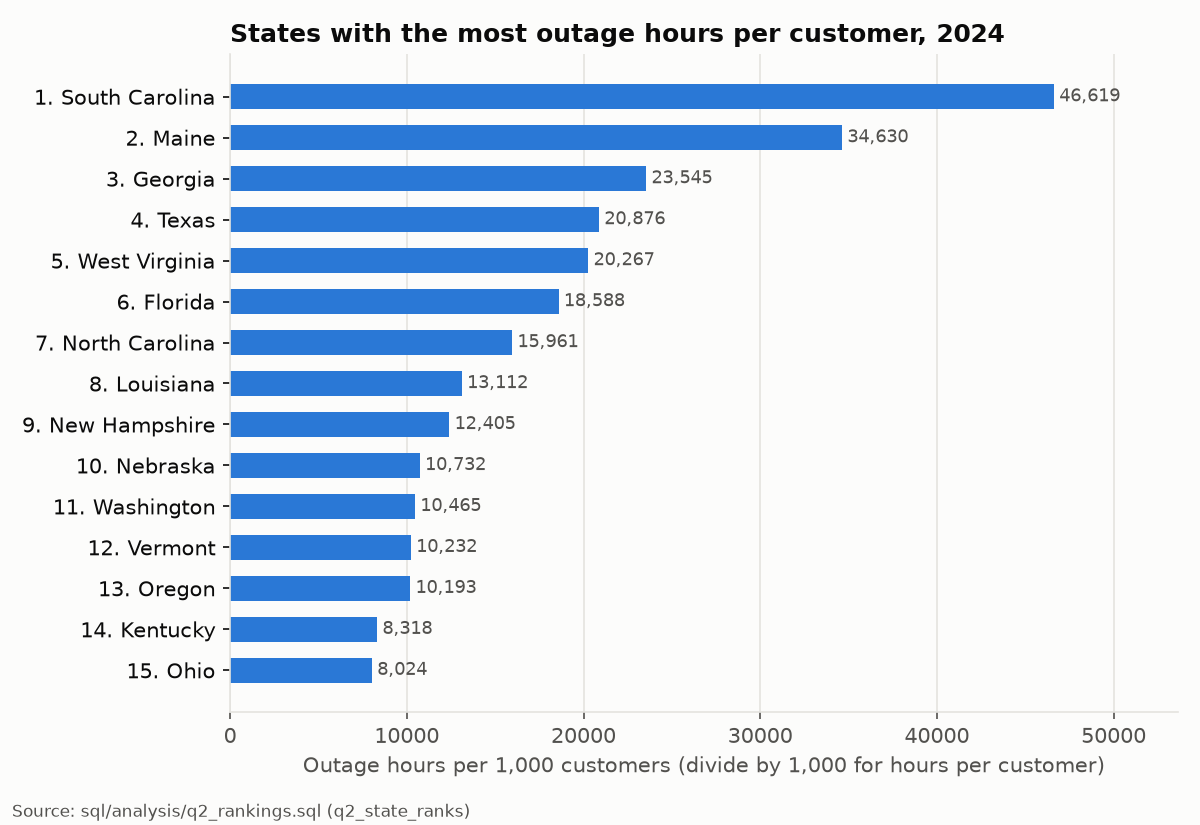 States with the most outage hours per customer, 2024
1. South Carolina 46,619
2. Maine 34,630
3. Georgia 23,545
4. Texas 20,876
5. West Virginia 20,267
6. Florida 18,588
7. North Carolina 15,961
8. Louisiana 13,112
9. New Hampshire 12,405
10. Nebraska 10,732
11. Washington 10,465
12. Vermont 10,232
13. Oregon 10,193
14. Kentucky 8,318
15. Ohio 8,024
0 10000 20000 30000 40000 50000
Outage hours per 1,000 customers (divide by 1,000 for hours per customer)
Source: sql/analysis/q2_rankings.sql (q2_state_ranks)